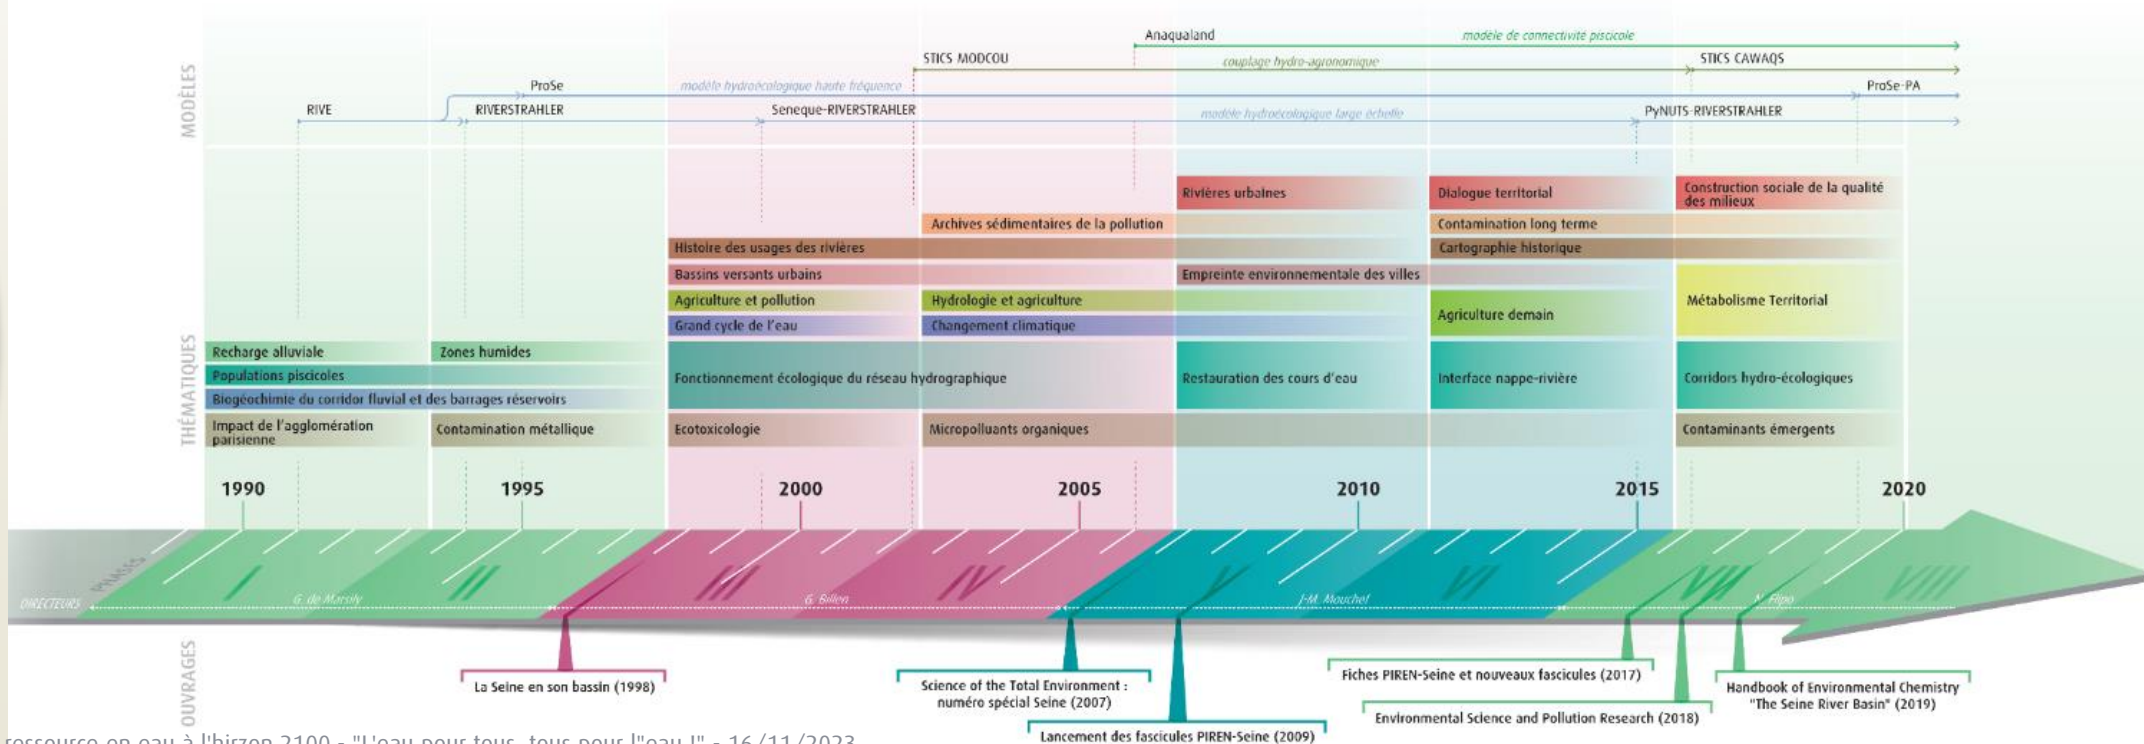 MODÈLES
Anaqualand
modèle de connectivité piscicole
STICS MODCOU
couplage hydro-agronomique
STICS CAWAQS
ProSe
modèle hydroécologique haute fréquence
ProSe-PA
RIVE
RIVERSTRAHLER
Seneque-RIVERSTRAHLER
modèle hydroécologique large échelle
PyNUTS-RIVERSTRAHLER
THÉMATIQUES
Rivières urbaines
Dialogue territorial
Construction sociale de la qualité
des milieux
Archives sédimentaires de la pollution
Contamination long terme
Histoire des usages des rivières
Cartographie historique
Bassins versants urbains
Empreinte environnementale des villes
Agriculture et pollution
Hydrologie et agriculture
Agriculture demain
Métabolisme Territorial
Grand cycle de l'eau
Changement climatique
Recharge alluviale
Zones humides
Populations piscicoles
Fonctionnement écologique du réseau hydrographique
Restauration des cours d'eau
Interface nappe-rivière
Corridors hydro-écologiques
Biogéochimie du corridor fluvial et des barrages réservoirs
Impact de l'agglomération
parisienne
Contamination métallique
Ecotoxicologie
Micropolluants organiques
Contaminants émergents
1990
1995
2000
2005
2010
2015
2020
PHASES
I
II
III
IV
V
VI
VII
VIII
DIRECTEURS
G. de Marsily
G. Billen
J-M. Mouchel
N. Flipo
OUVRAGES
La Seine en son bassin (1998)
Science of the Total Environment :
numéro spécial Seine (2007)
Lancement des fascicules PIREN-Seine (2009)
Fiches PIREN-Seine et nouveaux fascicules (2017)
Environmental Science and Pollution Research (2018)
Handbook of Environmental Chemistry
"The Seine River Basin" (2019)
ressource en eau à l'hirzon 2100 - "L'eau pour tous, tous pour l"eau !" - 16/11/2023